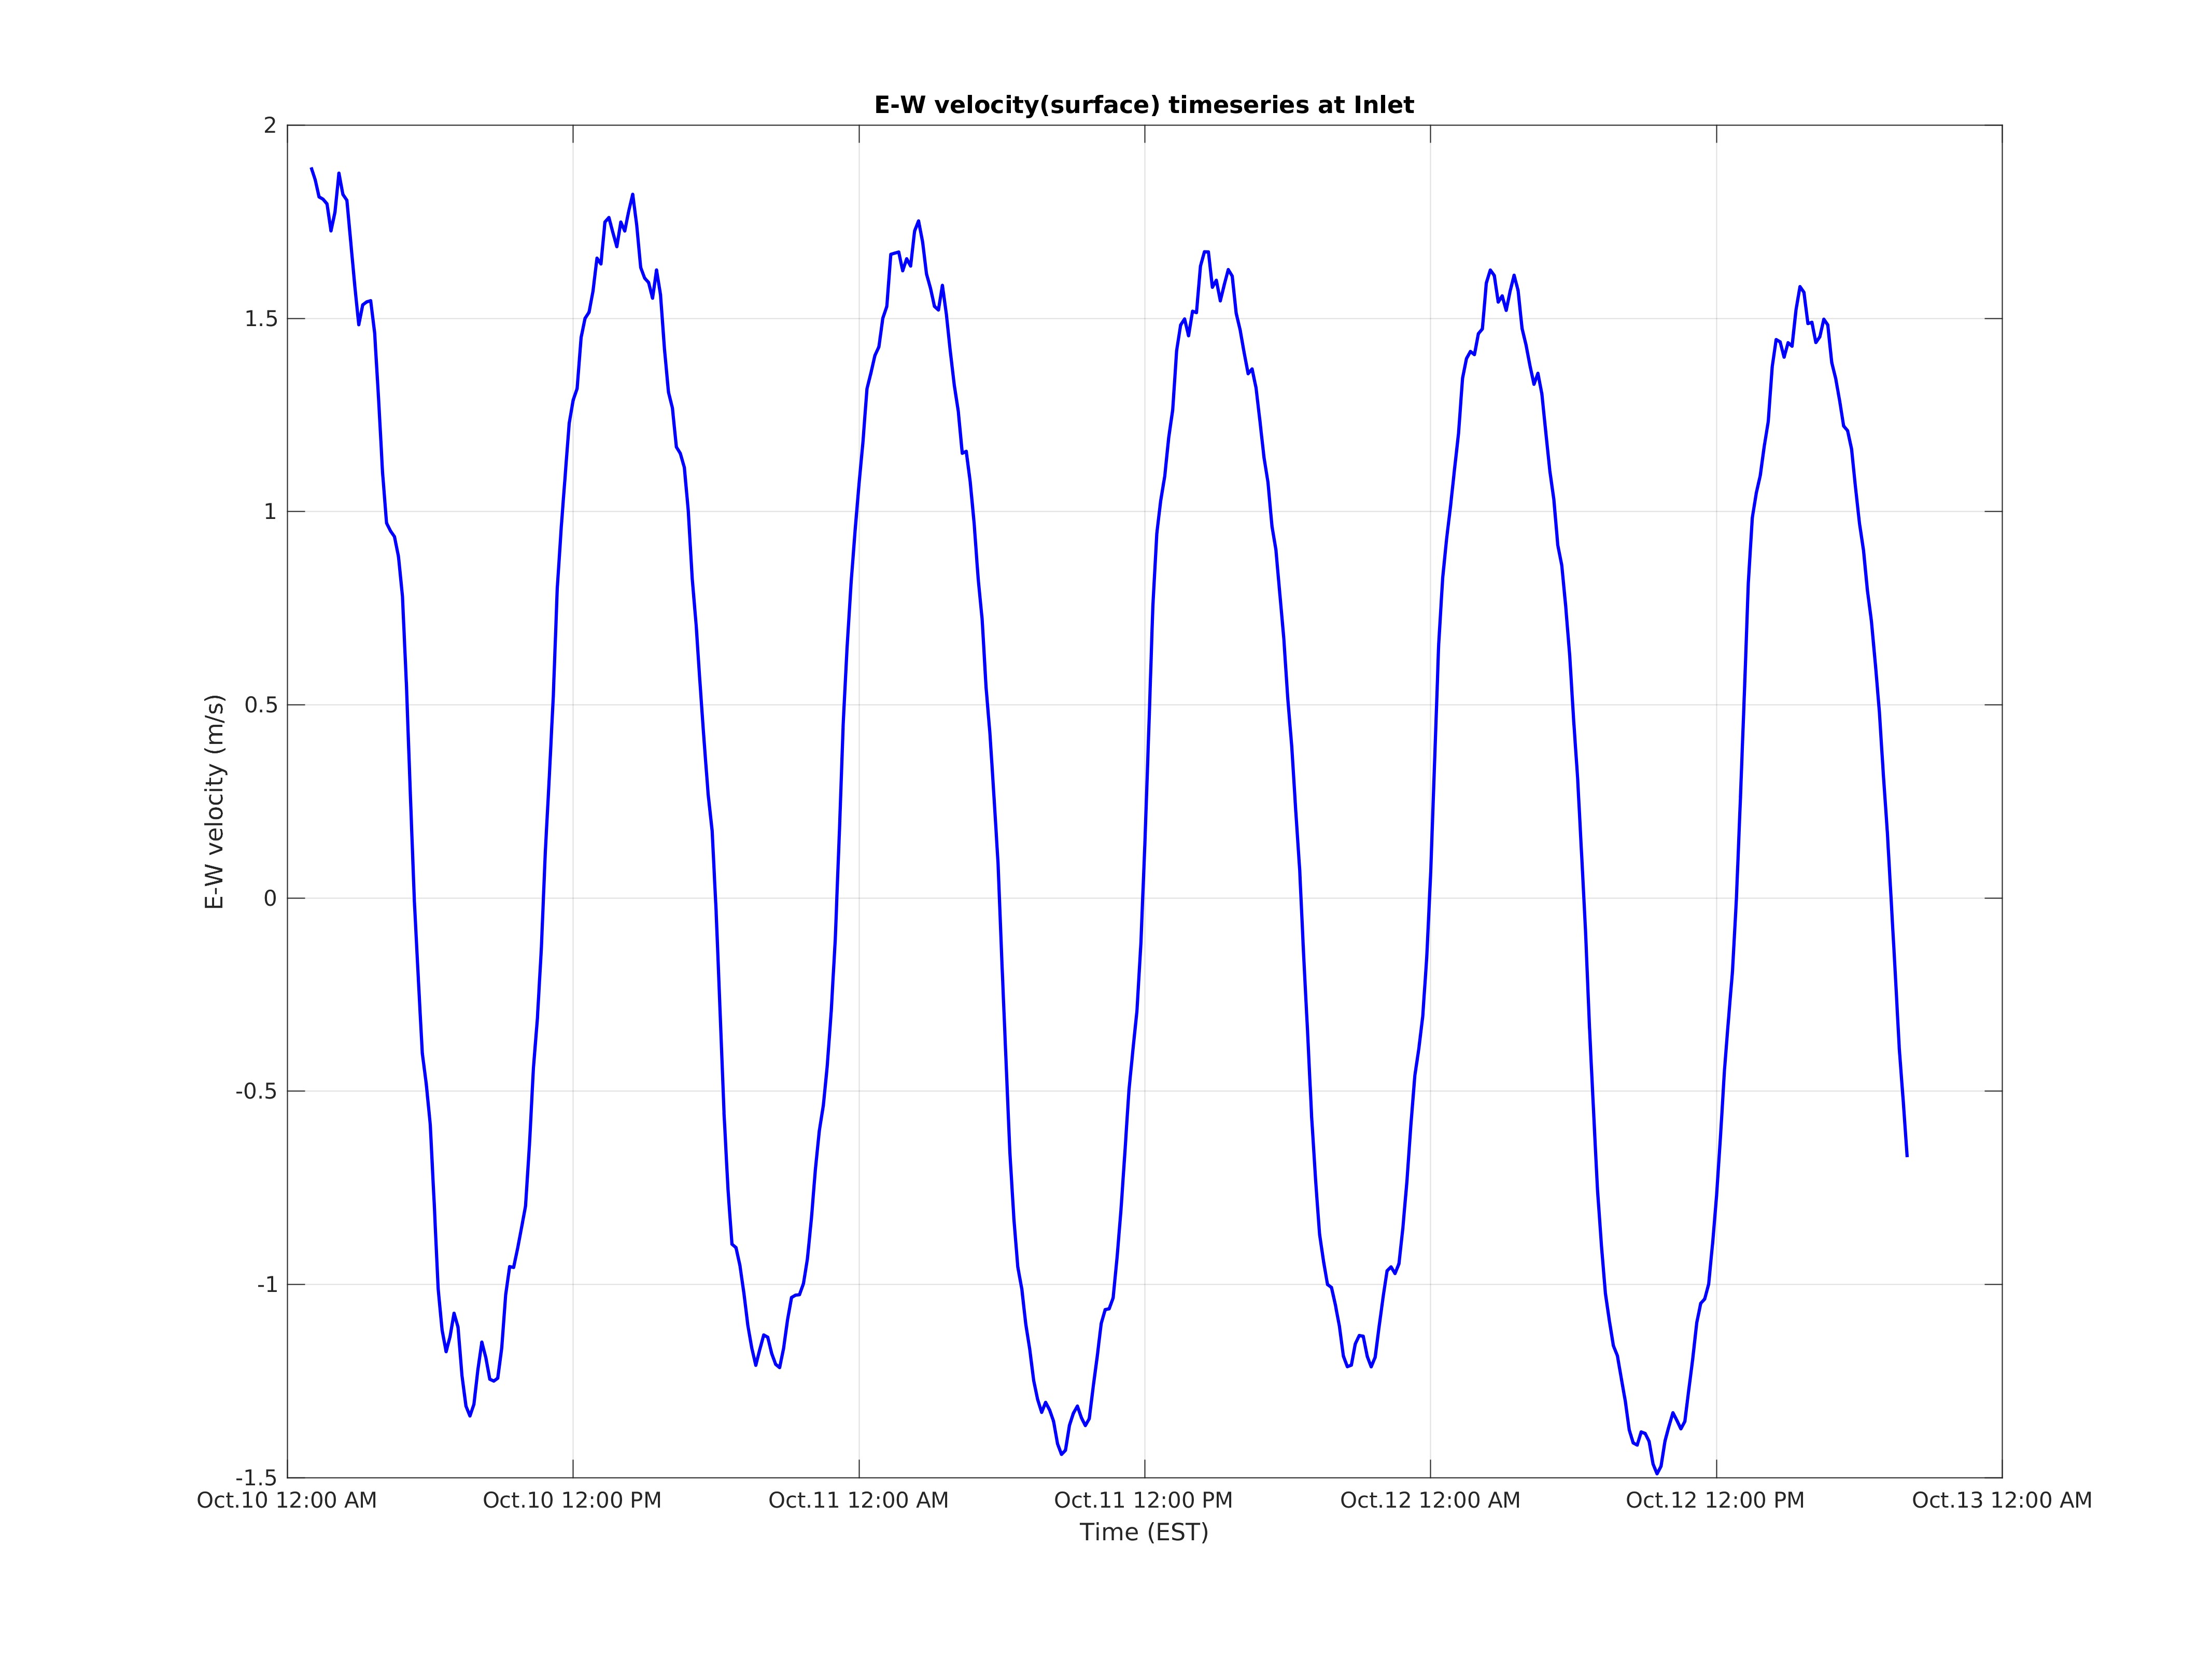 E-W velocity(surface) timeseries at Inlet
2
1.5
1
0.5
0
-0.5
-1
-1.5
E-W velocity (m/s)
Oct.10 12:00 AM
Oct.10 12:00 PM
Oct.11 12:00 AM
Oct.11 12:00 PM
Oct.12 12:00 AM
Oct.12 12:00 PM
Oct.13 12:00 AM
Time (EST)